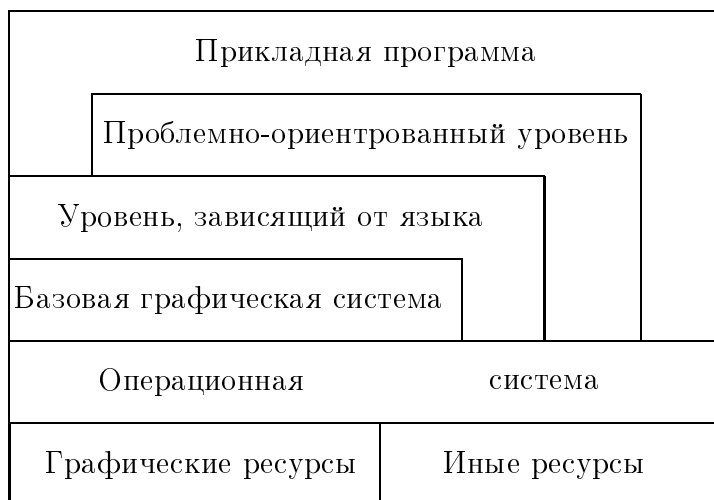 Прикладная программа
Проблемно-ориентрованный уровень
Уровень, зависящий от языка
Базовая графическая система
Операционная система
Графические ресурсы Иные ресурсы